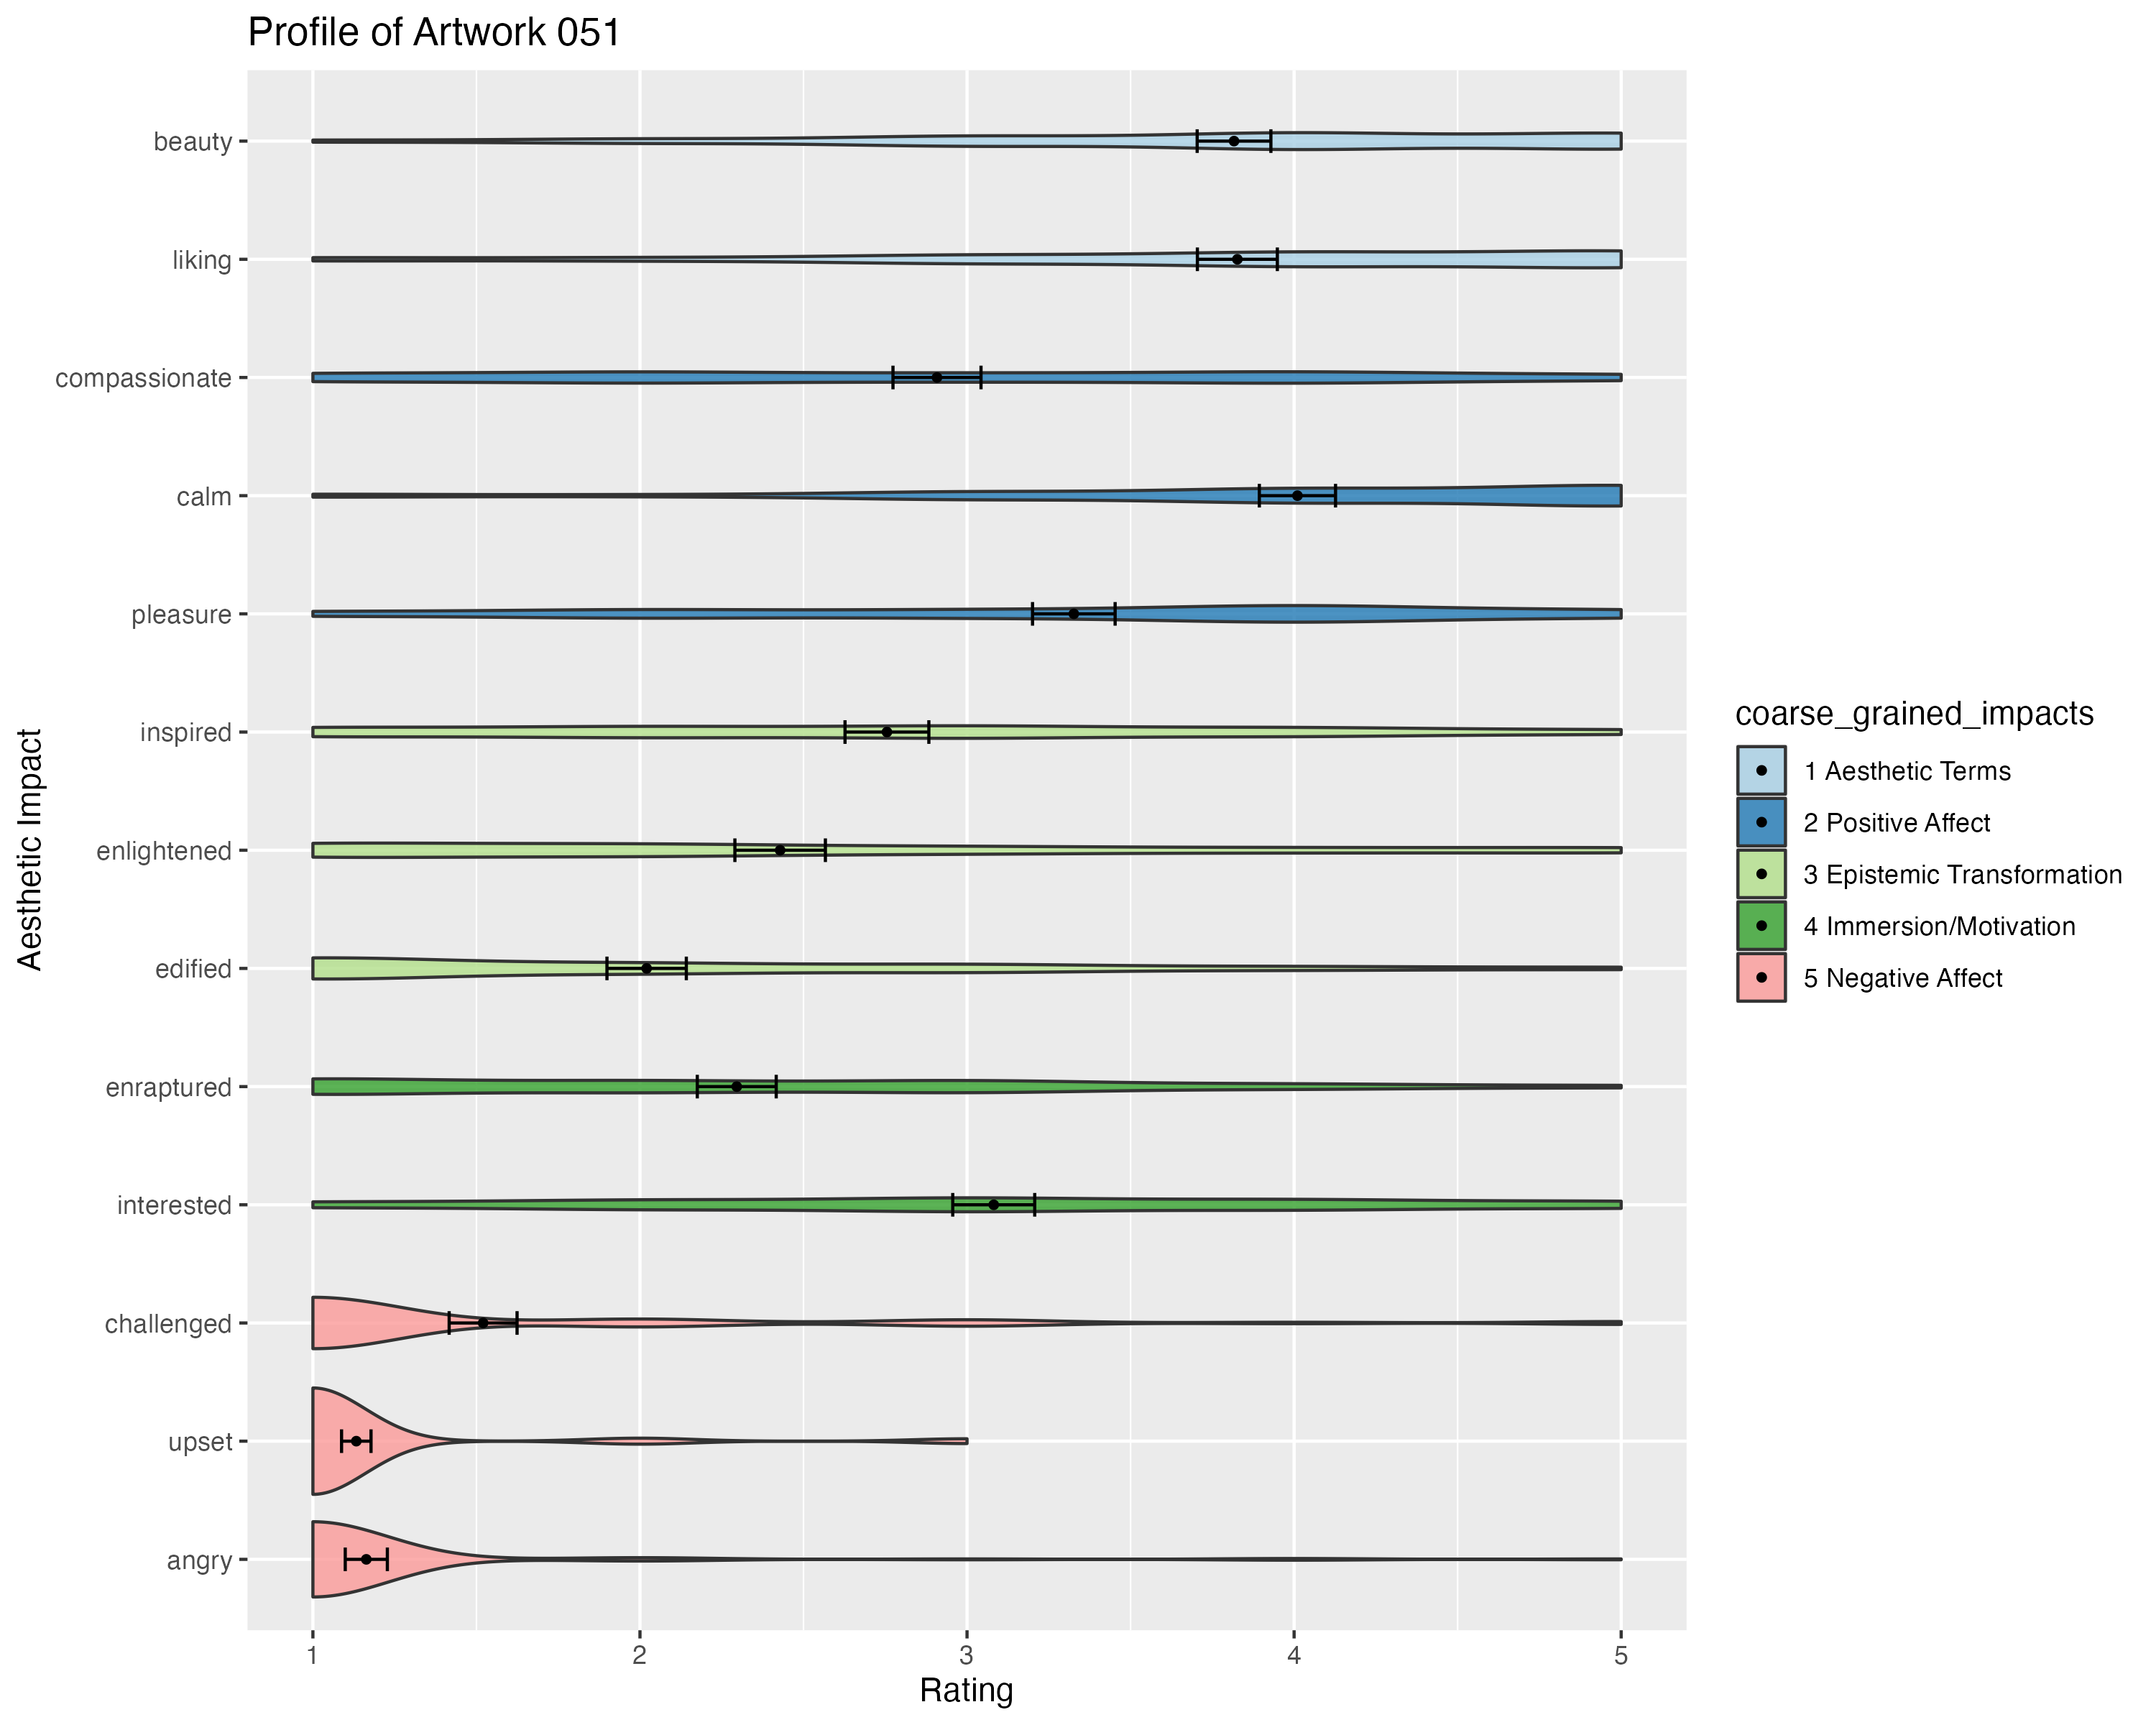 Profile of Artwork 051
Aesthetic Impact
beauty
liking
compassionate
calm
pleasure
inspired
enlightened
edified
enraptured
interested
challenged
upset
angry
1 2 3 4 5
Rating
coarse_grained_impacts
1 Aesthetic Terms
2 Positive Affect
3 Epistemic Transformation
4 Immersion/Motivation
5 Negative Affect